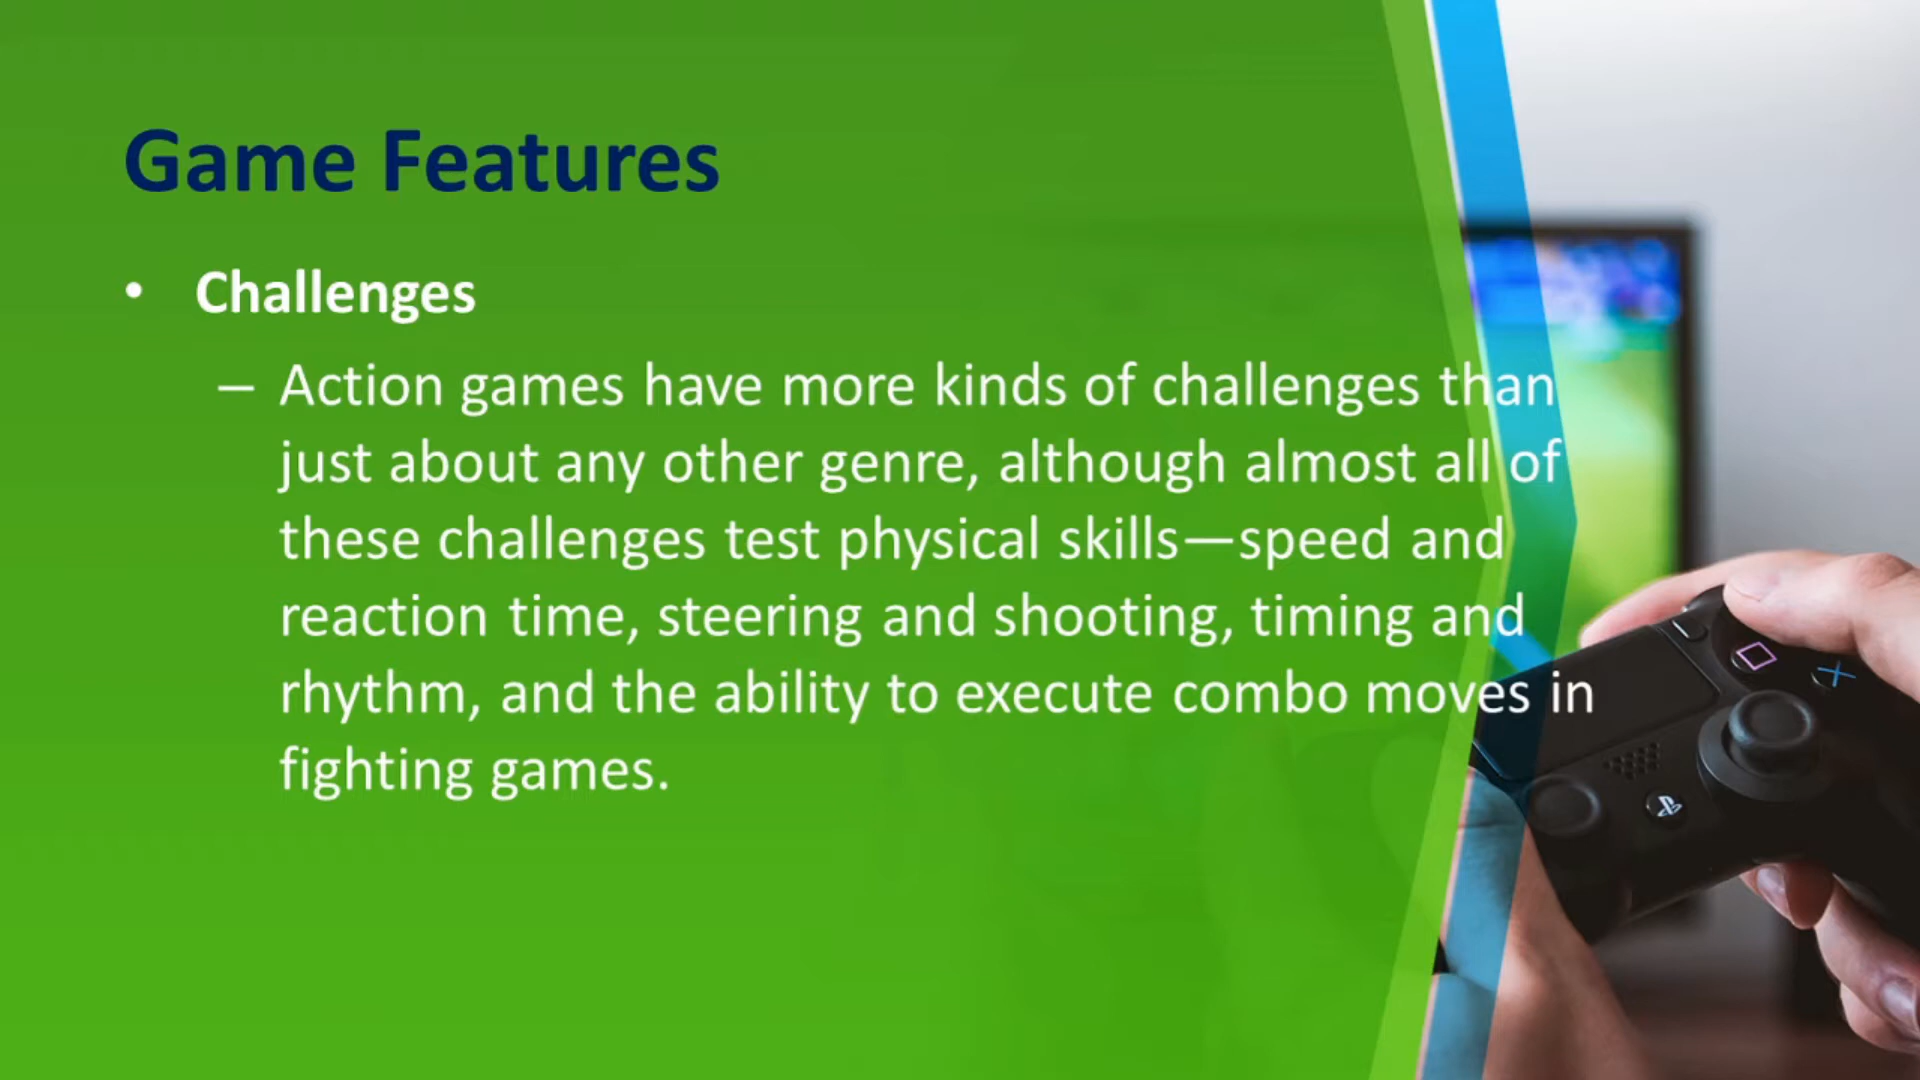 Game Features
• Challenges
– Action games have more kinds of challenges than
just about any other genre, although almost all of
these challenges test physical skills—speed and
reaction time, steering and shooting, timing and
rhythm, and the ability to execute combo moves in
fighting games.